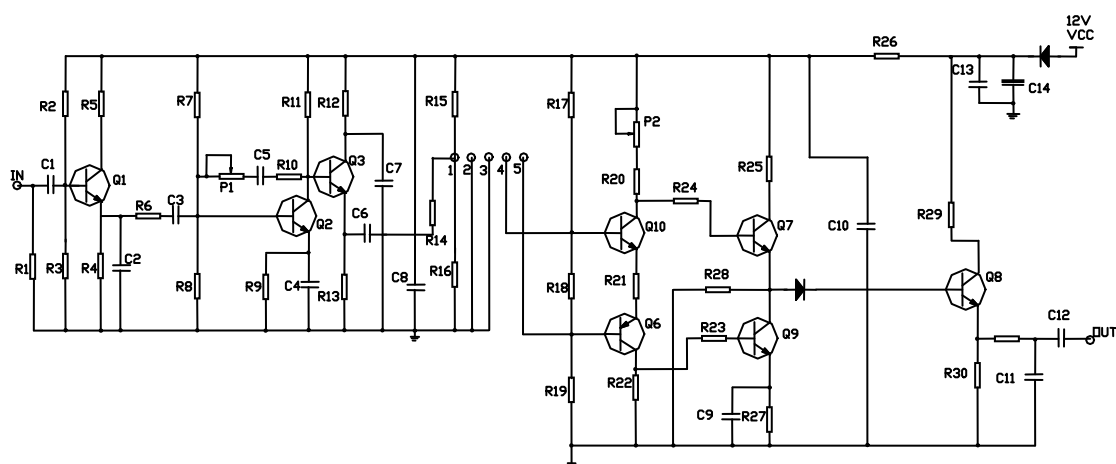 12V
VCC
R26
C13
C14
R2
R5
R7
R11
R12
R15
R17
P2
IN
C1
Q1
P1
C5
R10
Q3
C7
1
2
3
4
5
R20
R24
R25
R6
C3
Q2
C6
R14
Q10
Q7
C10
R29
R1
R3
R4
C2
R8
R9
C4
R13
C8
R16
R18
R21
R28
Q8
Q6
R23
Q9
C12
OUT
R19
R22
C9
R27
R30
C11